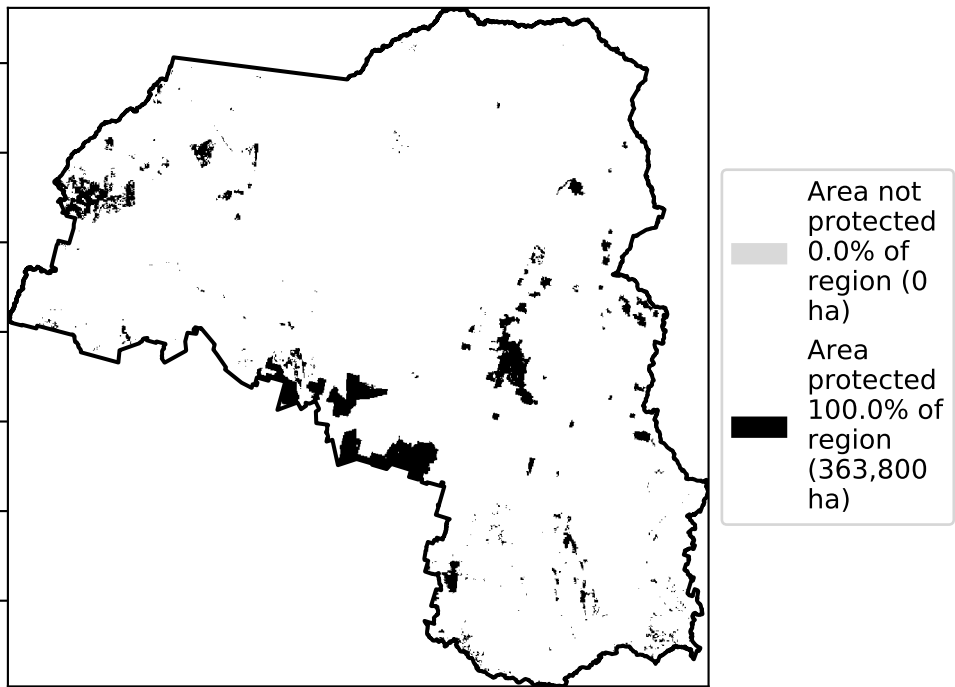 Area not
protected
0.0% of
region (0
ha)
Area
protected
100.0% of
region
(363,800
ha)